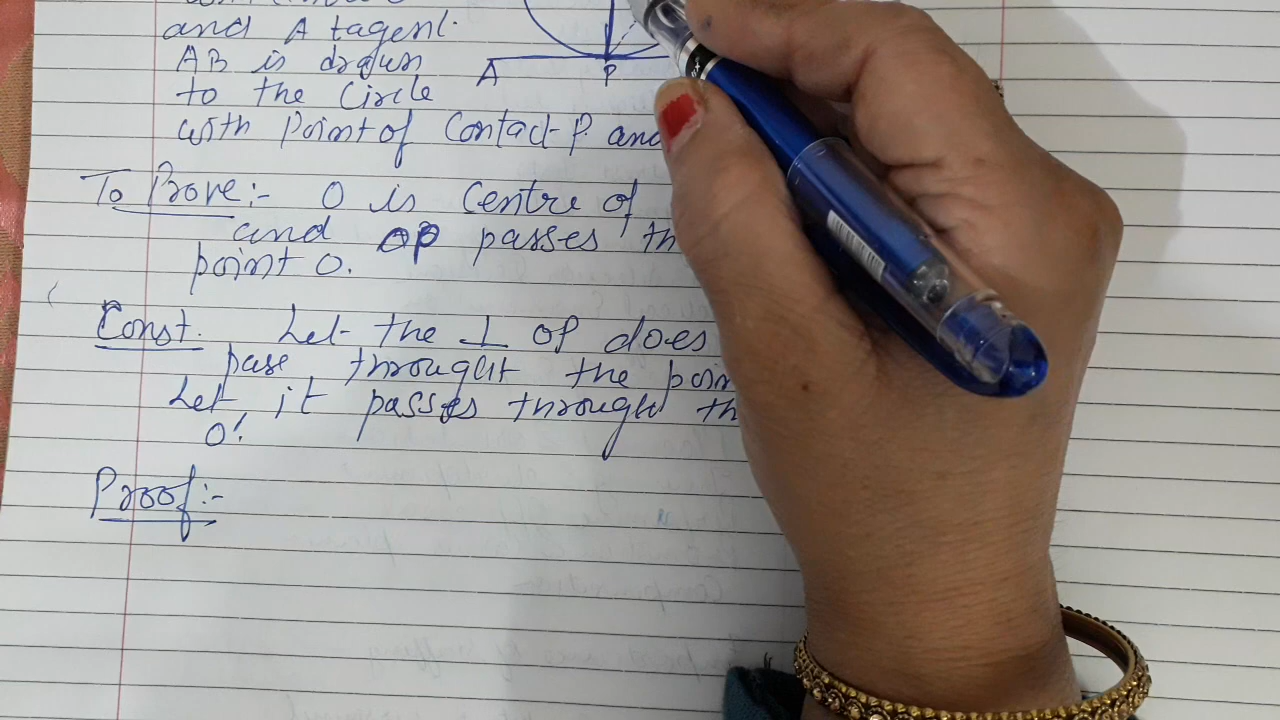 and A tagent.
AB is drawn
to the Circle
with Point of Contact P and
A
P
To Prove:- O is Centre of
and OP passes th
point O.
Const. Let the ⊥ OP does
pase throught the poin
Let, it passes through th
O'.
Proof:-